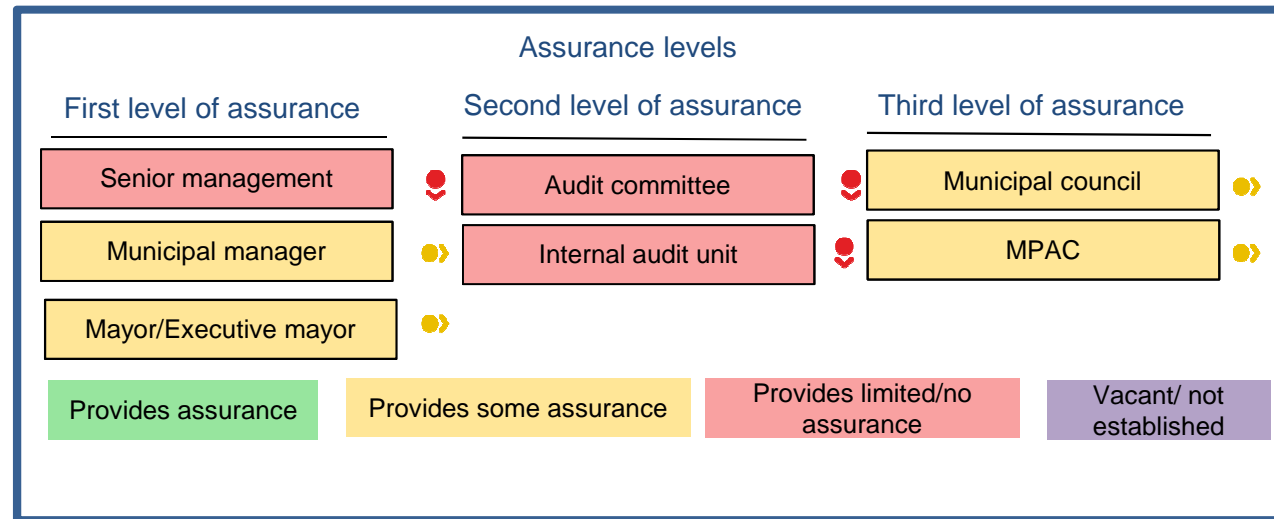 Assurance levels
First level of assurance
Second level of assurance
Third level of assurance
Senior management
Audit committee
Municipal council
Municipal manager
Internal audit unit
MPAC
Mayor/Executive mayor
Provides assurance
Provides some assurance
Provides limited/no
assurance
Vacant/ not
established